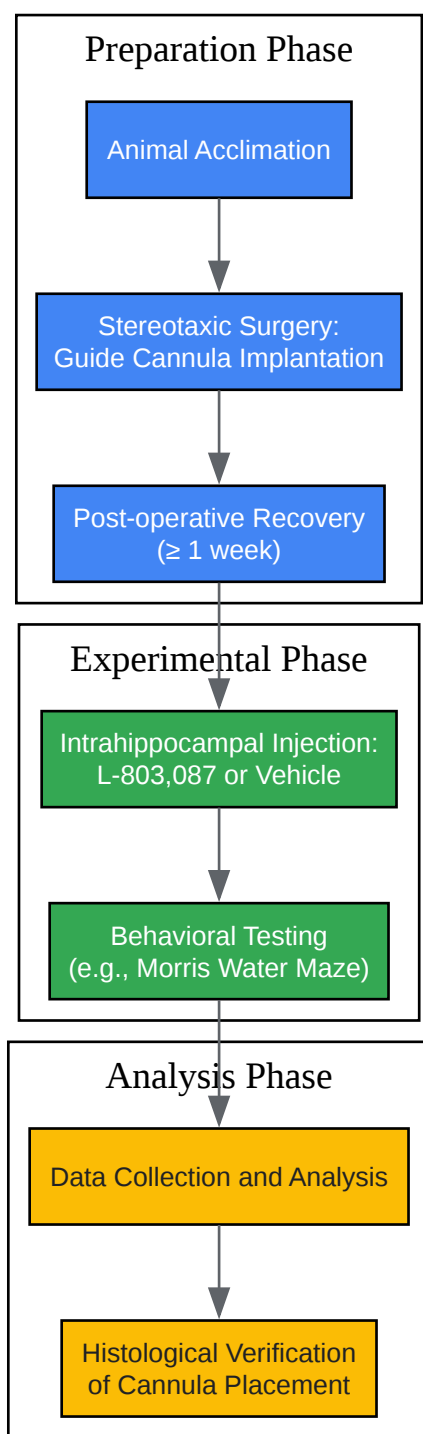 Preparation Phase
Animal Acclimation
Stereotaxic Surgery:
Guide Cannula Implantation
Post-operative Recovery
(≥ 1 week)
Experimental Phase
Intrahippocampal Injection:
L-803,087 or Vehicle
Behavioral Testing
(e.g., Morris Water Maze)
Analysis Phase
Data Collection and Analysis
Histological Verification
of Cannula Placement